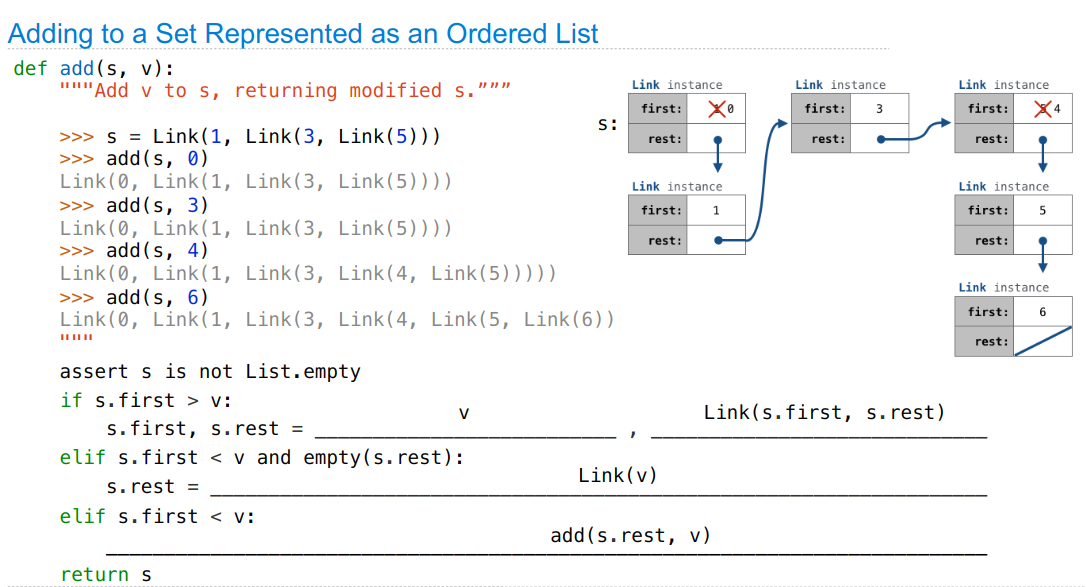 Adding to a Set Represented as an Ordered List
def add(s, v):
"""Add v to s, returning modified s.”””
>>> s = Link(1, Link(3, Link(5)))
>>> add(s, 0)
Link(0, Link(1, Link(3, Link(5))))
>>> add(s, 3)
Link(0, Link(1, Link(3, Link(5))))
>>> add(s, 4)
Link(0, Link(1, Link(3, Link(4, Link(5)))))
>>> add(s, 6)
Link(0, Link(1, Link(3, Link(4, Link(5, Link(6))
"""
assert s is not List.empty
if s.first > v:
s.first, s.rest = v , Link(s.first, s.rest)
elif s.first < v and empty(s.rest):
s.rest = Link(v)
elif s.first < v:
add(s.rest, v)
return s
s:
Link instance
first: 1 0
rest:
Link instance
first: 1
rest:
Link instance
first: 3
rest:
Link instance
first: 5 4
rest:
Link instance
first: 5
rest:
Link instance
first: 6
rest: